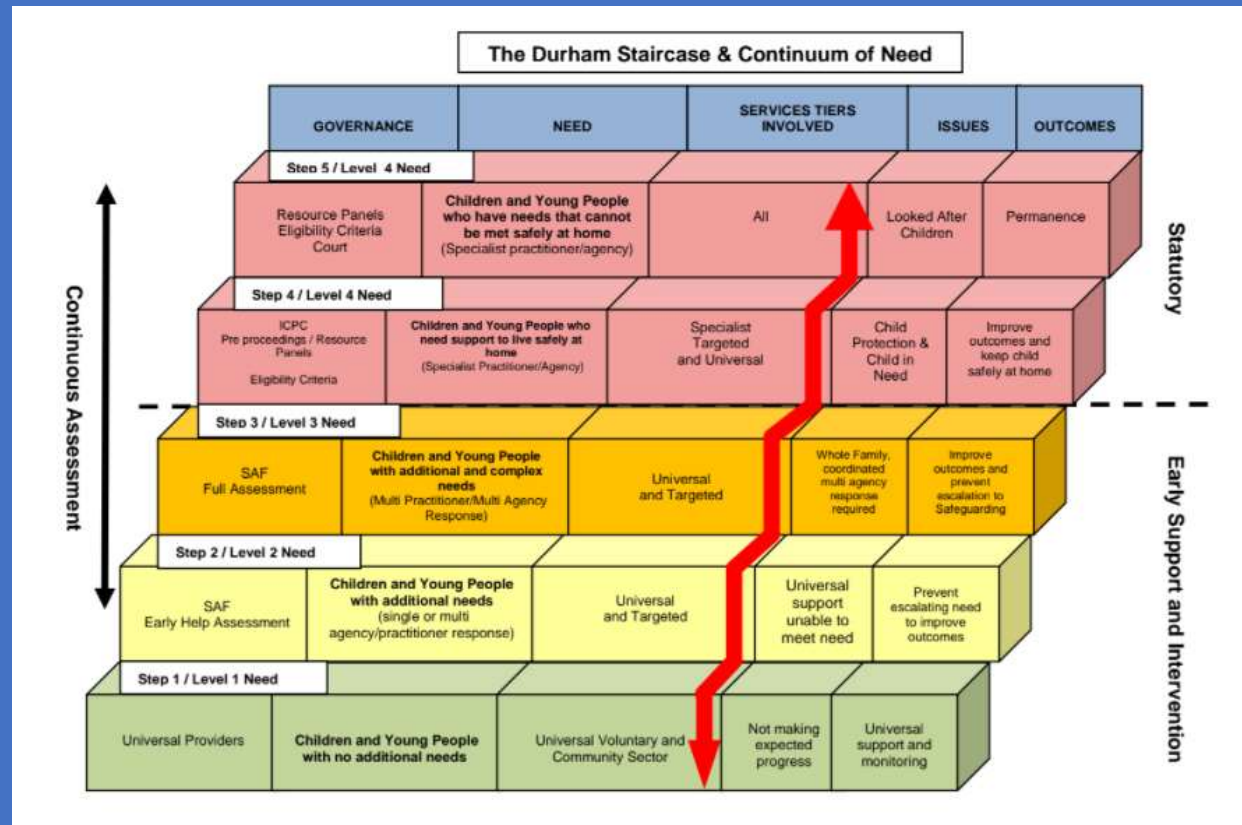 The Durham Staircase & Continuum of Need
GOVERNANCE
NEED
SERVICES TIERS
INVOLVED
ISSUES
OUTCOMES
Step 5 / Level 4 Need
Resource Panels
Eligibility Criteria
Court
Children and Young People
who have needs that cannot
be met safely at home
(Specialist practitioner/agency)
All
Looked After
Children
Permanence
Step 4 / Level 4 Need
ICPC
Pre proceedings / Resource
Panels
Eligibility Criteria
Children and Young People who
need support to live safely at
home
(Specialist Practitioner/Agency)
Specialist
Targeted
and Universal
Child
Protection &
Child in
Need
Improve
outcomes and
keep child
safely at home
Step 3 / Level 3 Need
SAF
Full Assessment
Children and Young People
with additional and complex
needs
(Multi Practitioner/Multi Agency
Response)
Universal
and Targeted
Whole Family,
coordinated
multi agency
response
required
Improve
outcomes and
prevent
escalation to
Safeguarding
Step 2 / Level 2 Need
SAF
Early Help Assessment
Children and Young People
with additional needs
(single or multi
agency/practitioner response)
Universal
and Targeted
Universal
support
unable to
meet need
Prevent
escalating need
to improve
outcomes
Step 1 / Level 1 Need
Universal Providers
Children and Young People
with no additional needs
Universal Voluntary and
Community Sector
Not making
expected
progress
Universal
support and
monitoring
Continuous Assessment
Statutory
Early Support and Intervention